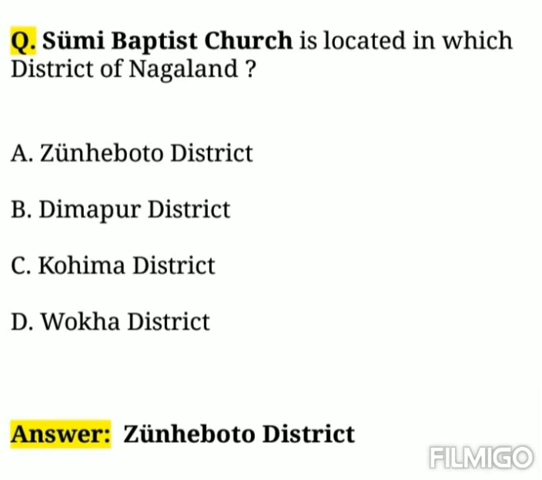 Q. Sümi Baptist Church is located in which
District of Nagaland ?
A. Zünheboto District
B. Dimapur District
C. Kohima District
D. Wokha District
Answer: Zünheboto District
FILMIGO